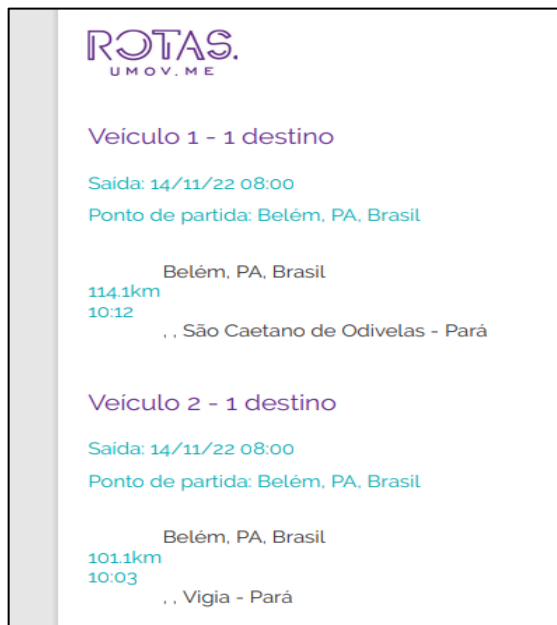 ROTAS.
UMOV.ME
Veículo 1 - 1 destino
Saída: 14/11/22 08:00
Ponto de partida: Belém, PA, Brasil
Belém, PA, Brasil
114.1km
10:12
, , São Caetano de Odivelas - Pará
Veículo 2 - 1 destino
Saída: 14/11/22 08:00
Ponto de partida: Belém, PA, Brasil
Belém, PA, Brasil
101.1km
10:03
, , Vigia - Pará